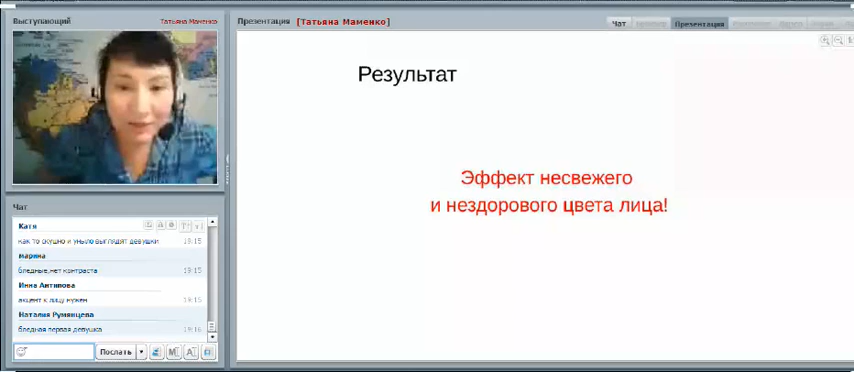 Выступающий
Татьяна Маменко
Презентация [Татьяна Маменко]
Чат
Презентация
Результат
Эффект несвежего
и нездорового цвета лица!
Чат
Катя
как то скушно и уныло выглядят девушки 19:15
марина
бледные,нет контраста 19:15
Инна Антипова
акцент к лицу нужен 19:15
Наталия Румянцева
бледная первая девушка 19:16
Послать